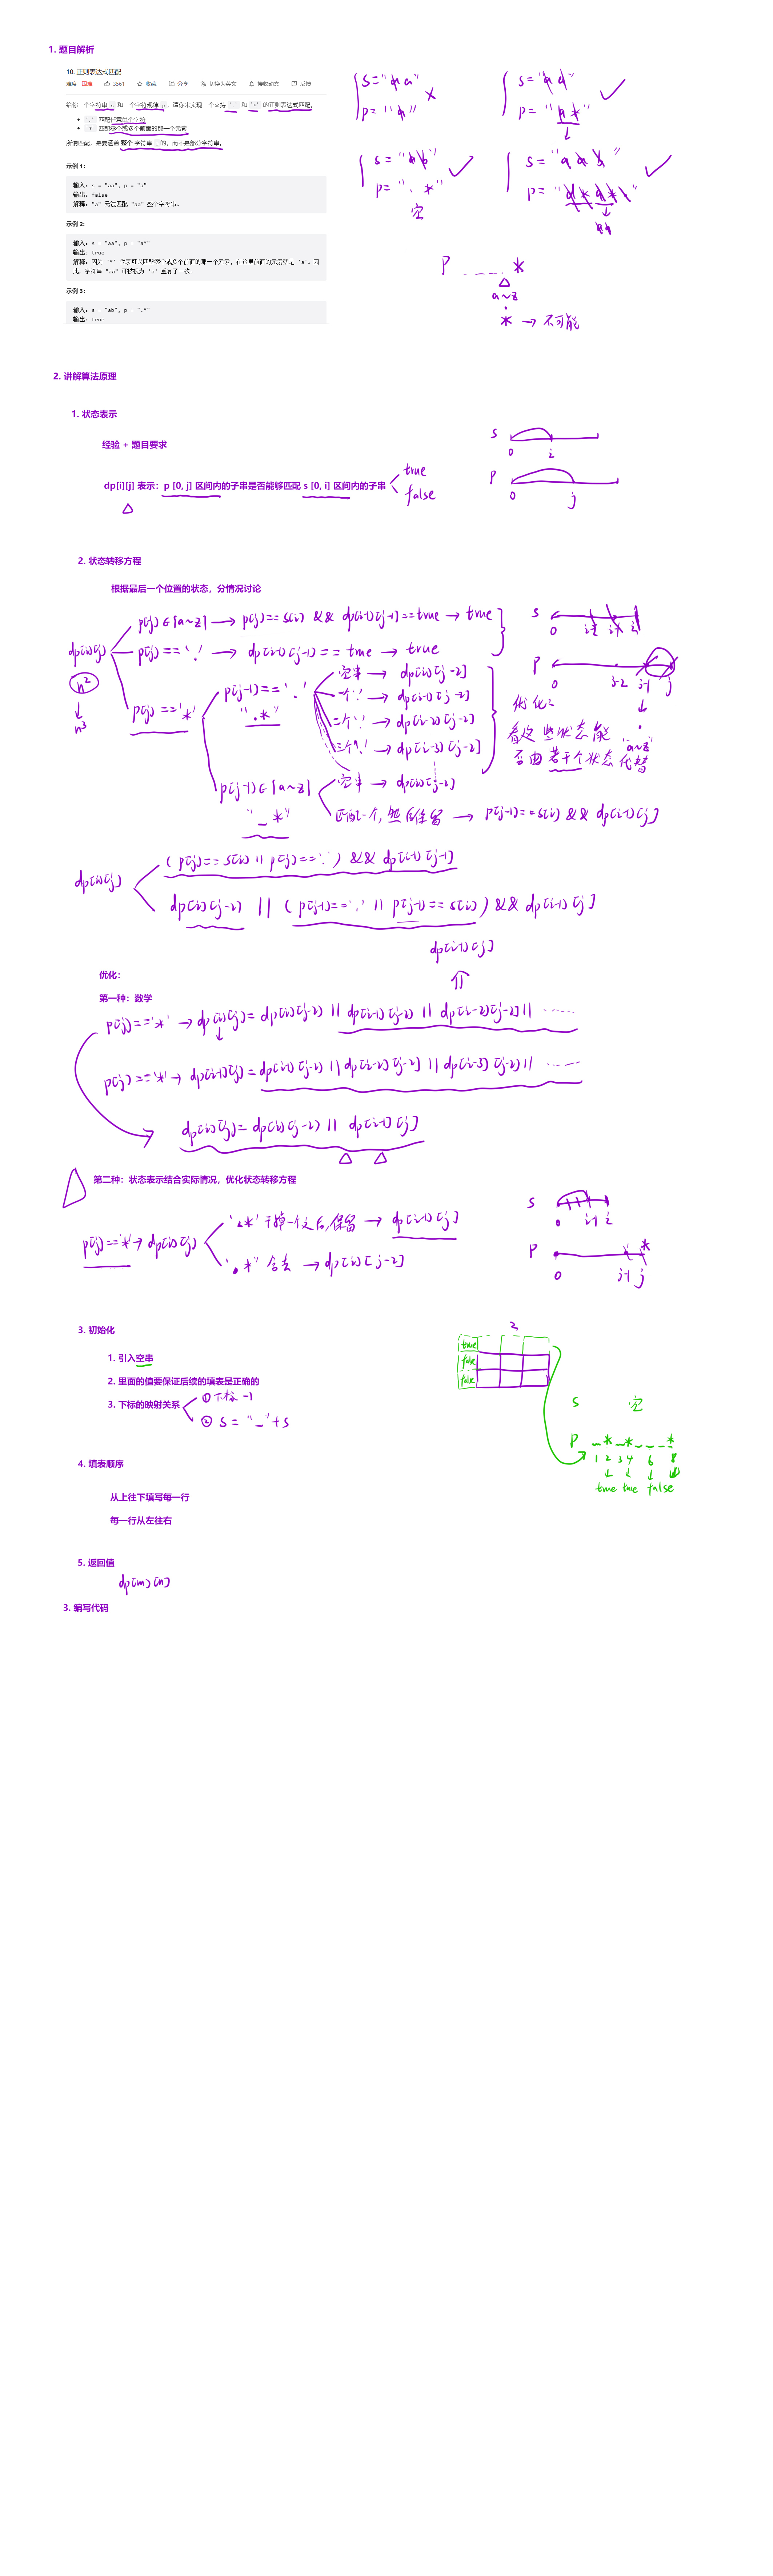 1. 题目解析
10. 正则表达式匹配
难度 困难 3561 收藏 分享 切换为英文 接收动态 反馈
给你一个字符串 s 和一个字符规律 p，请你来实现一个支持 '.' 和 '*' 的正则表达式匹配。
'.' 匹配任意单个字符
'*' 匹配零个或多个前面的那一个元素
所谓匹配，是要涵盖 整个 字符串 s的，而不是部分字符串。
示例 1：
输入：s = "aa", p = "a"
输出：false
解释："a" 无法匹配 "aa" 整个字符串。
示例 2:
输入：s = "aa", p = "a*"
输出：true
解释：因为 '*' 代表可以匹配零个或多个前面的那一个元素, 在这里前面的元素就是 'a'。因
此，字符串 "aa" 可被视为 'a' 重复了一次。
示例 3：
输入：s = "ab", p = ".*"
输出：true
s="aa"
p="a"
s="aa"
p="a*"
s="ab"
p=".*"
空
s="aab"
p="d*a*."
aa
p ----*
a~z
.
* → 不可能
2. 讲解算法原理
1. 状态表示
经验 + 题目要求
dp[i][j] 表示：p [0, j] 区间内的子串是否能够匹配 s [0, i] 区间内的子串
true
false
s
0 i
p
0 j
2. 状态转移方程
根据最后一个位置的状态，分情况讨论
dp[i][j]
n²
↓
n³
p[j]∈[a~z] → p[j]==s[i] && dp[i-1][j-1]==true → true
p[j]=='.' → dp[i-1][j-1]==true → true
p[j]=='*'
p[j-1]=='.'
".*"
空串 → dp[i][j-2]
一个'.' → dp[i-1][j-2]
二个'.' → dp[i-2][j-2]
三个'.' → dp[i-3][j-2]
p[j-1]∈[a~z]
"_*"
空串 → dp[i][j-2]
匹配一个,然后保留 → p[j-1]==s[i] && dp[i-1][j]
s
0 i-2 i-1 i
p
0 j-2 j-1 j
.
"a~z"
优化:
看这些状态能
否由若干个状态代替
dp[i][j]
(p[j]==s[i] || p[j]=='.') && dp[i-1][j-1]
dp[i][j-2] || (p[j-1]=='.' || p[j-1]==s[i]) && dp[i-1][j]
dp[i-1][j]
优化：
第一种：数学
p[j]=='*' → dp[i][j]= dp[i][j-2] || dp[i-1][j-2] || dp[i-2][j-2] || ······
p[j]=='*' → dp[i-1][j]= dp[i-1][j-2] || dp[i-2][j-2] || dp[i-3][j-2] || ······
dp[i][j]= dp[i][j-2] || dp[i-1][j]
第二种：状态表示结合实际情况，优化状态转移方程
p[j]=='*' → dp[i][j]
'.*' 干掉一个之后,保留 → dp[i-1][j]
'.*' 舍去 → dp[i][j-2]
s
0 i-1 i
p *
0 j-1 j
3. 初始化
1. 引入空串
2. 里面的值要保证后续的填表是正确的
3. 下标的映射关系
① 下标 -1
② s = "_" + s
2
true
false
false
s 空
p _*_*___*
1 2 3 4 6 8
true true false
4. 填表顺序
从上往下填写每一行
每一行从左往右
5. 返回值
dp[m][n]
3. 编写代码